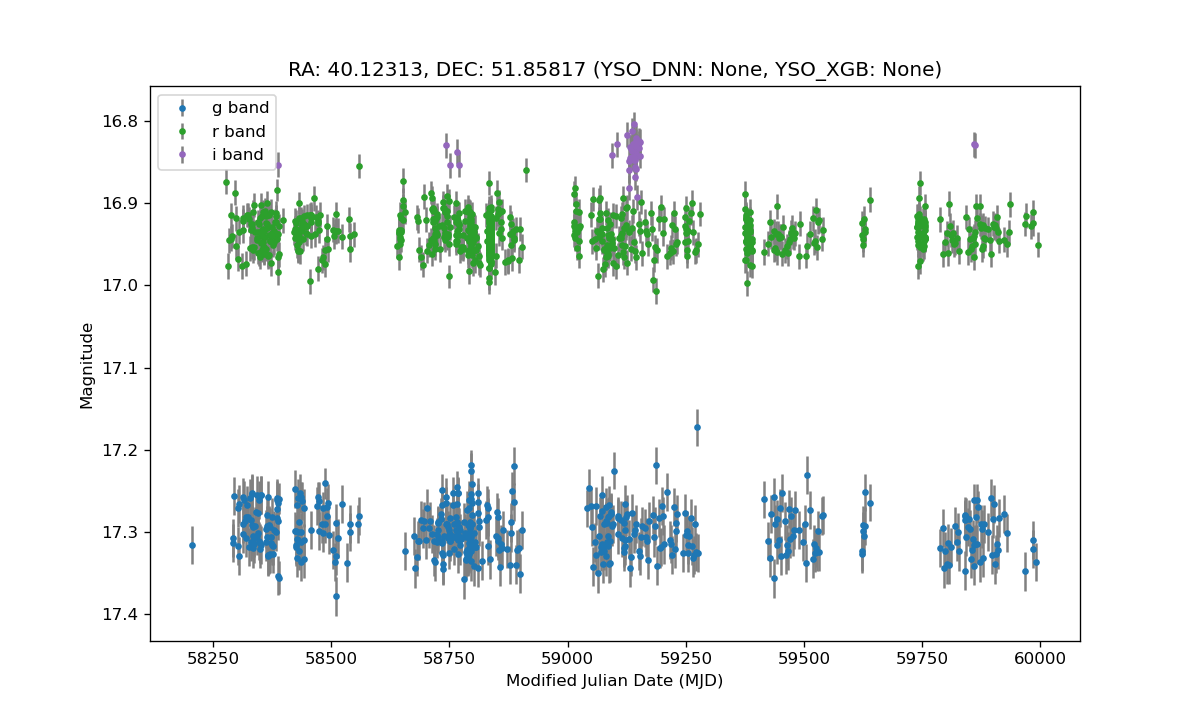 RA: 40.12313, DEC: 51.85817 (YSO_DNN: None, YSO_XGB: None)
g band
r band
i band
16.8
16.9
17.0
17.1
17.2
17.3
17.4
Magnitude
58250 58500 58750 59000 59250 59500 59750 60000
Modified Julian Date (MJD)